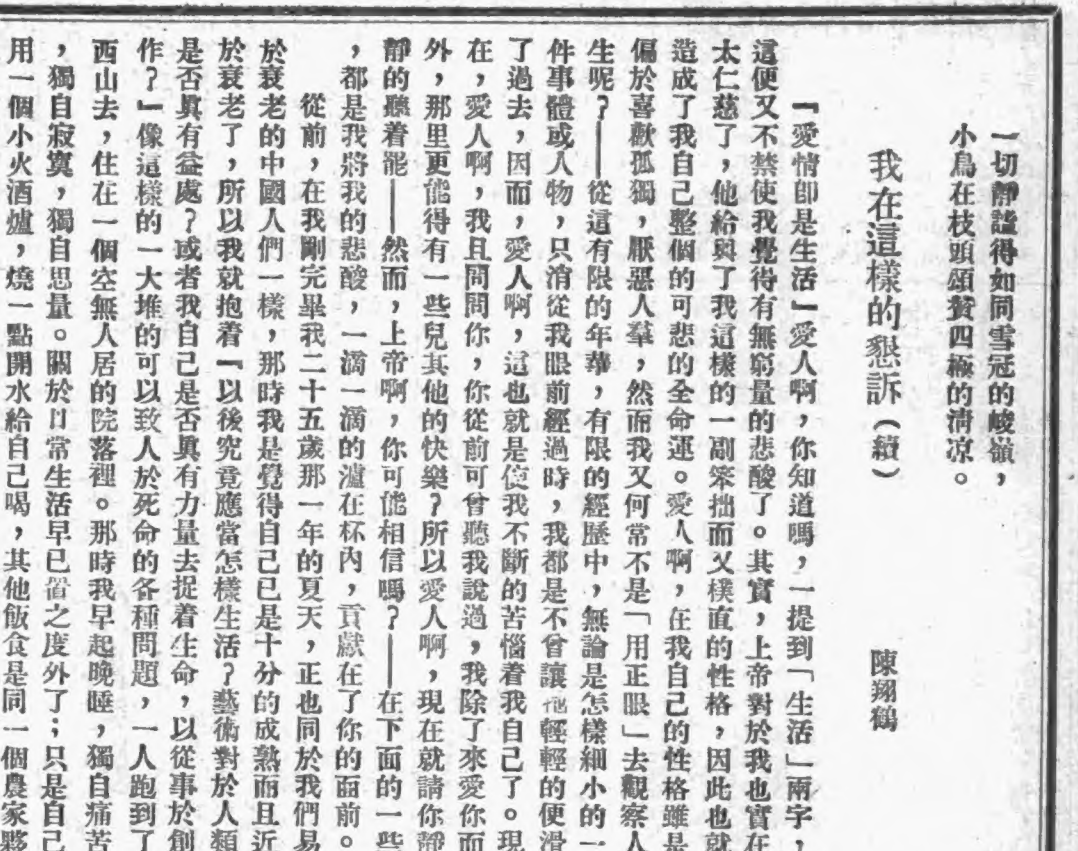 一切靜謐得如同雪冠的峻嶺，
小鳥在枝頭頌贊四極的清凉。
我在這樣的懇訴（續）
陳翔鶴
「愛情卽是生活」愛人啊，你知道嗎，一提到「生活」兩字，
這便又不禁使我覺得有無窮量的悲酸了。其實，上帝對於我也實在
太仁慈了，他給與了我這樣的一副笨拙而又樸直的性格，因此也就
造成了我自己整個的可悲的全命運。愛人啊，在我自己的性格雖是
偏於喜歡孤獨，厭惡人羣，然而我又何常不是「用正眼」去觀察人
生呢？——從這有限的年華，有限的經歷中，無論是怎樣細小的一
件事體或人物，只消從我眼前經過時，我都是不曾讓他輕輕的便滑
了過去，因而，愛人啊，這也就是使我不斷的苦惱着我自己了。現
在，愛人啊，我且問問你，你從前可曾聽我說過，我除了來愛你而
外，那里更能得有一些兒其他的快樂？所以愛人啊，現在就請你靜
靜的聽着罷——然而，上帝啊，你可能相信嗎？——在下面的一些
，都是我將我的悲酸，一滴一滴的瀘在杯內，貢獻在了你的面前。
從前，在我剛完畢我二十五歲那一年的夏天，正也同於我們易
於衰老的中國人們一樣，那時我是覺得自己已是十分的成熟而且近
於衰老了，所以我就抱着「以後究竟應當怎樣生活？藝術對於人類
是否眞有益處？或者我自己是否眞有力量去捉着生命，以從事於創
作？」像這樣的一大堆的可以致人於死命的各種問題，一人跑到了
西山去，住在一個空無人居的院落裡。那時我早起晚睡，獨自痛苦
，獨自寂寞，獨自思量。關於日常生活早已置之度外了；只是自己
用一個小火酒爐，燒一點開水給自己喝，其他飯食是同一個農家夥